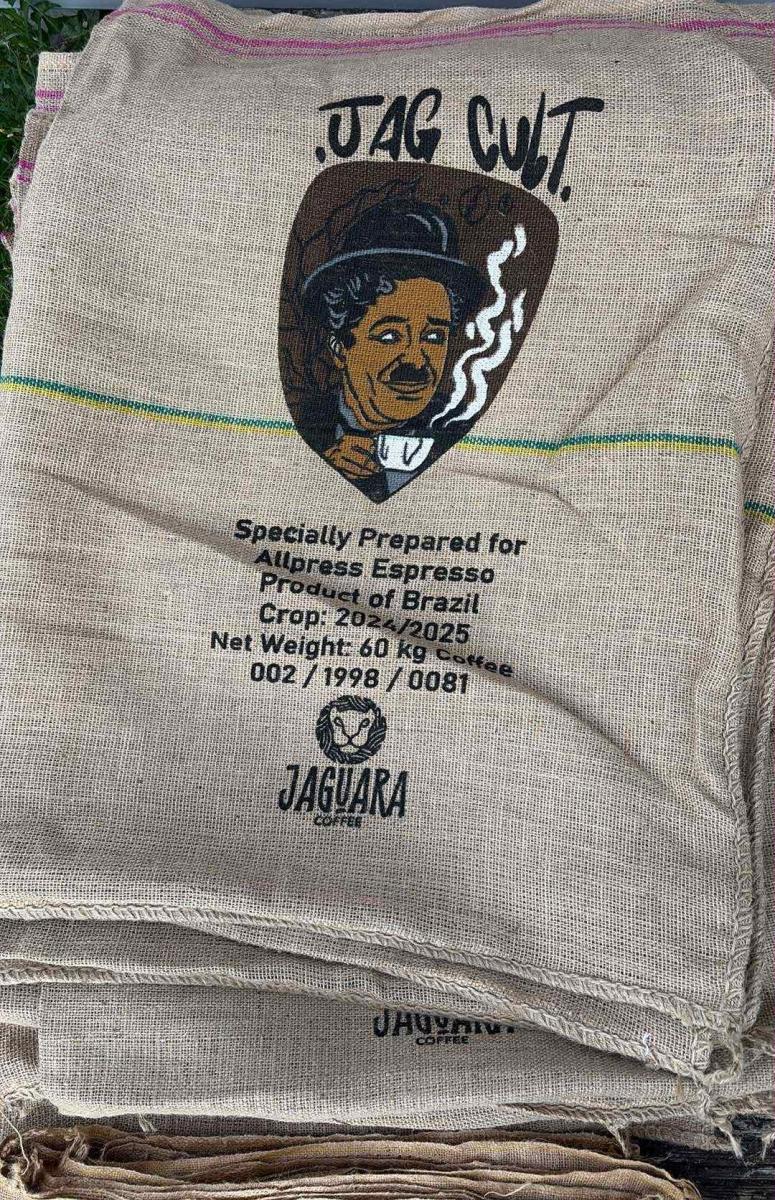 .JAG CULT.
Specially Prepared for
Allpress Espresso
Product of Brazil
Crop: 2024/2025
Net Weight: 60 kg Coffee
002 / 1998 / 0081
JAGUARA
COFFEE
JAGUARA
COFFEE